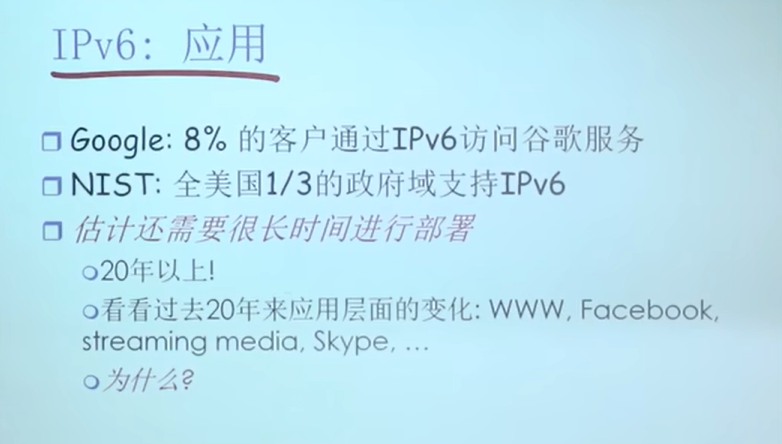 IPv6: 应用
Google: 8% 的客户通过IPv6访问谷歌服务
NIST: 全美国1/3的政府域支持IPv6
估计还需要很长时间进行部署
20年以上!
看看过去20年来应用层面的变化: WWW, Facebook,
streaming media, Skype, …
为什么?